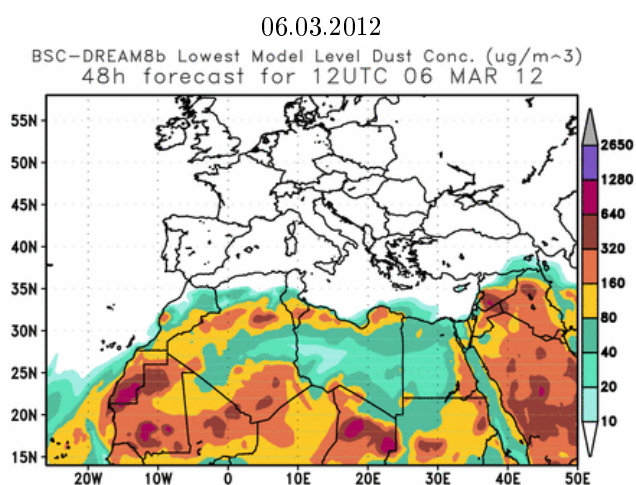 06.03.2012
BSC-DREAM8b Lowest Model Level Dust Conc. (ug/m^3)
48h forecast for 12UTC 06 MAR 12
55N
50N
45N
40N
35N
30N
25N
20N
15N
20W
10W
0
10E
20E
30E
40E
50E
2650
1280
640
320
160
80
40
20
10